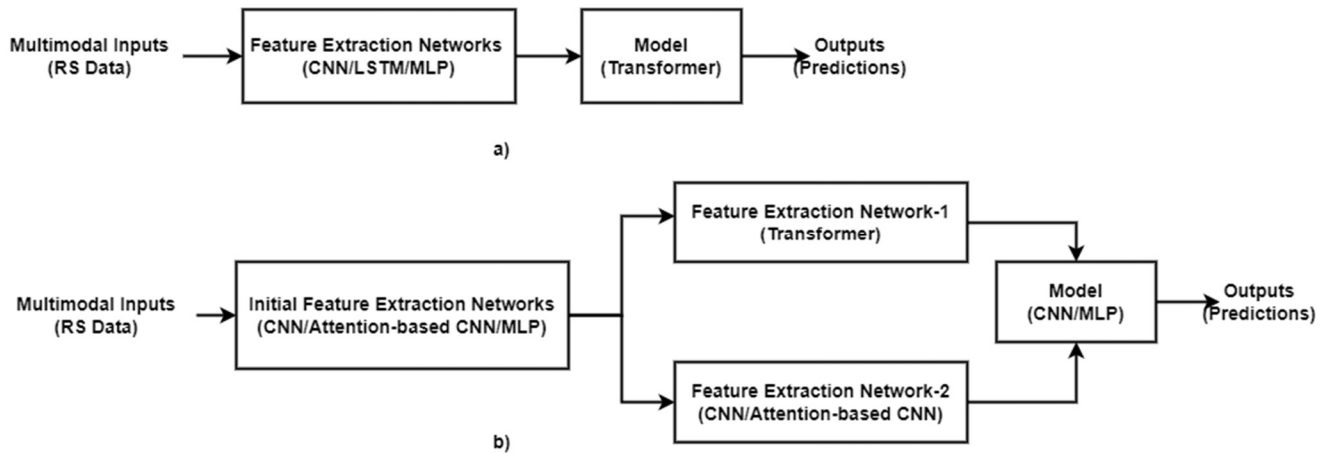 Multimodal Inputs
(RS Data)
Feature Extraction Networks
(CNN/LSTM/MLP)
Model
(Transformer)
Outputs
(Predictions)
a)
Multimodal Inputs
(RS Data)
Initial Feature Extraction Networks
(CNN/Attention-based CNN/MLP)
Feature Extraction Network-1
(Transformer)
Feature Extraction Network-2
(CNN/Attention-based CNN)
Model
(CNN/MLP)
Outputs
(Predictions)
b)